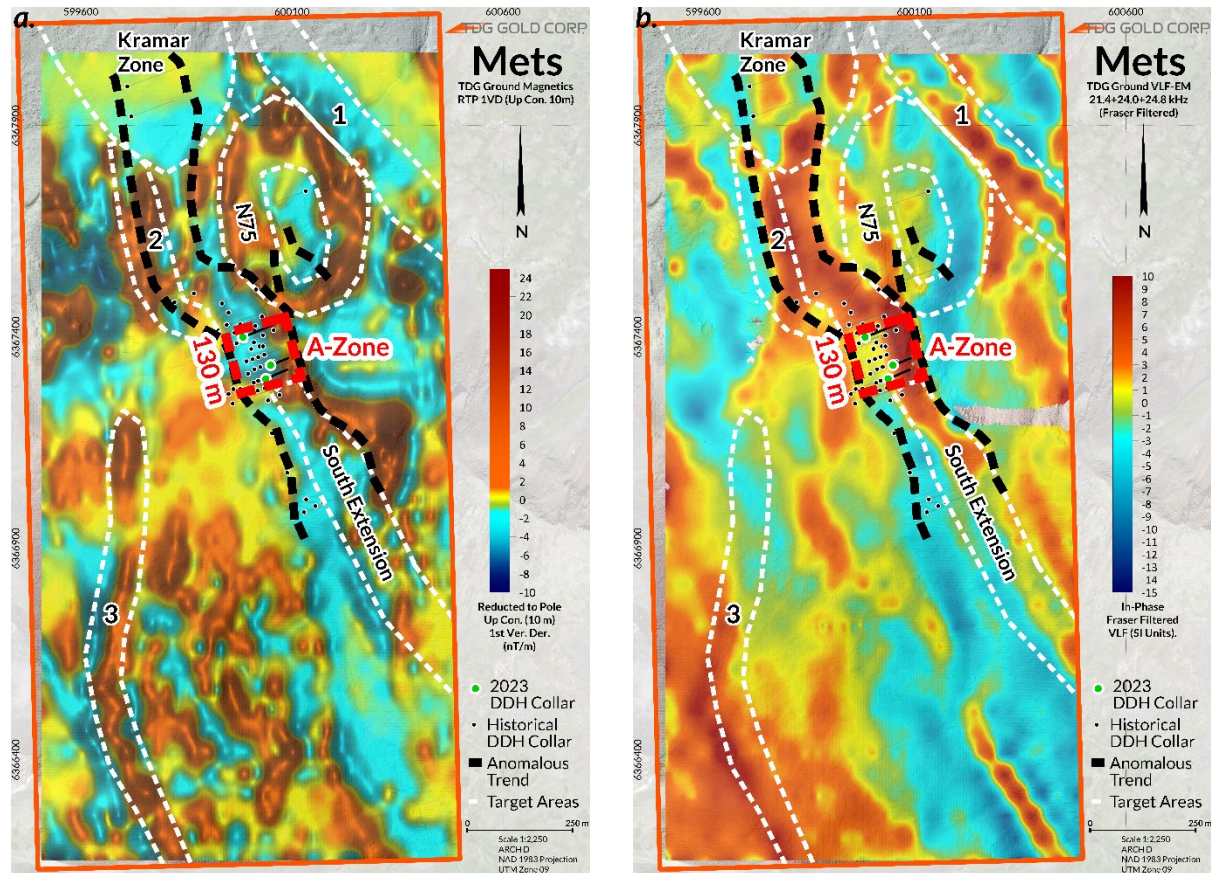 a.
599600
600100
600600
TDG GOLD CORP.
Mets
TDG Ground Magnetics
RTP 1VD (Up Con. 10m)
N
Kramar
Zone
1
2
N75
6367900
6367400
6366900
6366400
130 m
A-Zone
South Extension
3
24
22
20
18
16
14
12
10
8
6
4
2
0
-2
-4
-6
-8
-10
Reducted to Pole
Up Con. (10 m)
1st Ver. Der.
(nT/m)
2023
DDH Collar
Historical
DDH Collar
Anomalous
Trend
Target Areas
0
250 m
Scale 1:2,250
ARCH D
NAD 1983 Projection
UTM Zone 09
b.
599600
600100
600600
TDG GOLD CORP.
Mets
TDG Ground VLF-EM
21.4+24.0+24.8 kHz
(Fraser Filtered)
N
Kramar
Zone
1
2
N75
6367900
6367400
6366900
6366400
130 m
A-Zone
South Extension
3
10
9
8
7
6
5
4
3
2
1
0
-1
-2
-3
-4
-5
-6
-7
-8
-9
-10
-11
-13
-14
-15
In-Phase
Fraser Filtered
VLF (SI Units).
2023
DDH Collar
Historical
DDH Collar
Anomalous
Trend
Target Areas
0
250 m
Scale 1:2,250
ARCH D
NAD 1983 Projection
UTM Zone 09